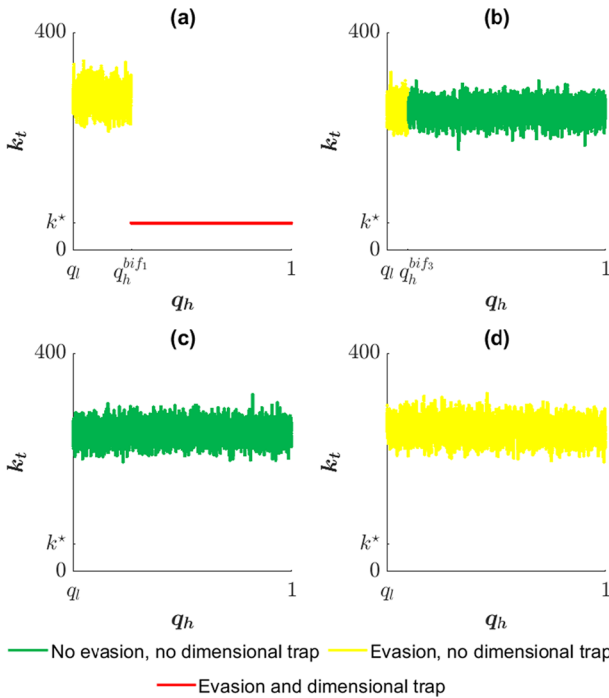 (a)
400
k_t
k⋆
0
q_l
q_h^{bif_1}
1
q_h
(b)
400
k_t
k⋆
0
q_l
q_h^{bif_3}
1
q_h
(c)
400
k_t
k⋆
0
q_l
1
q_h
(d)
400
k_t
k⋆
0
q_l
1
q_h
No evasion, no dimensional trap
Evasion, no dimensional trap
Evasion and dimensional trap